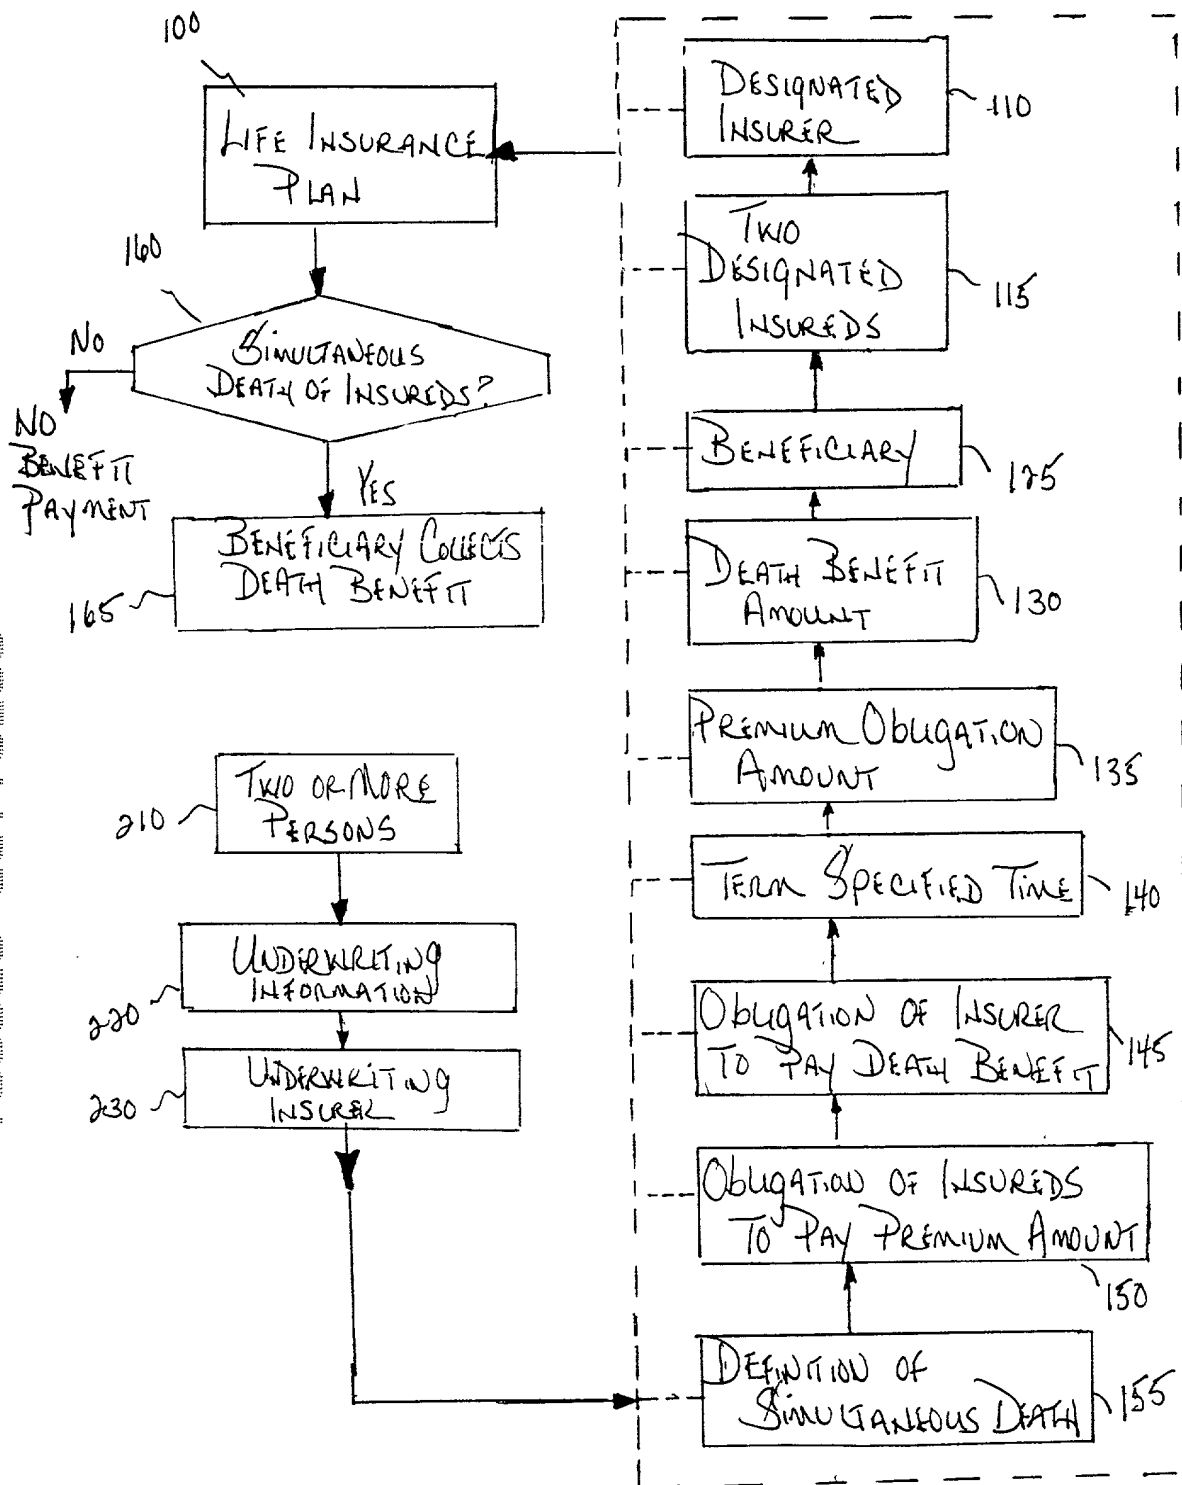 100
LIFE INSURANCE
PLAN
160
SIMULTANEOUS
DEATH OF INSUREDS?
NO
NO
BENEFIT
PAYMENT
YES
BENEFICIARY COLLECTS
DEATH BENEFIT
165
TWO OR MORE
PERSONS
210
UNDERWRITING
INFORMATION
220
UNDERWRITING
INSURER
230
DESIGNATED
INSURER
110
TWO
DESIGNATED
INSUREDS
115
BENEFICIARY
125
DEATH BENEFIT
AMOUNT
130
PREMIUM OBLIGATION
AMOUNT
135
TERM SPECIFIED TIME
140
OBLIGATION OF INSURER
TO PAY DEATH BENEFIT
145
OBLIGATION OF INSUREDS
TO PAY PREMIUM AMOUNT
150
DEFINITION OF
SIMULTANEOUS DEATH
155